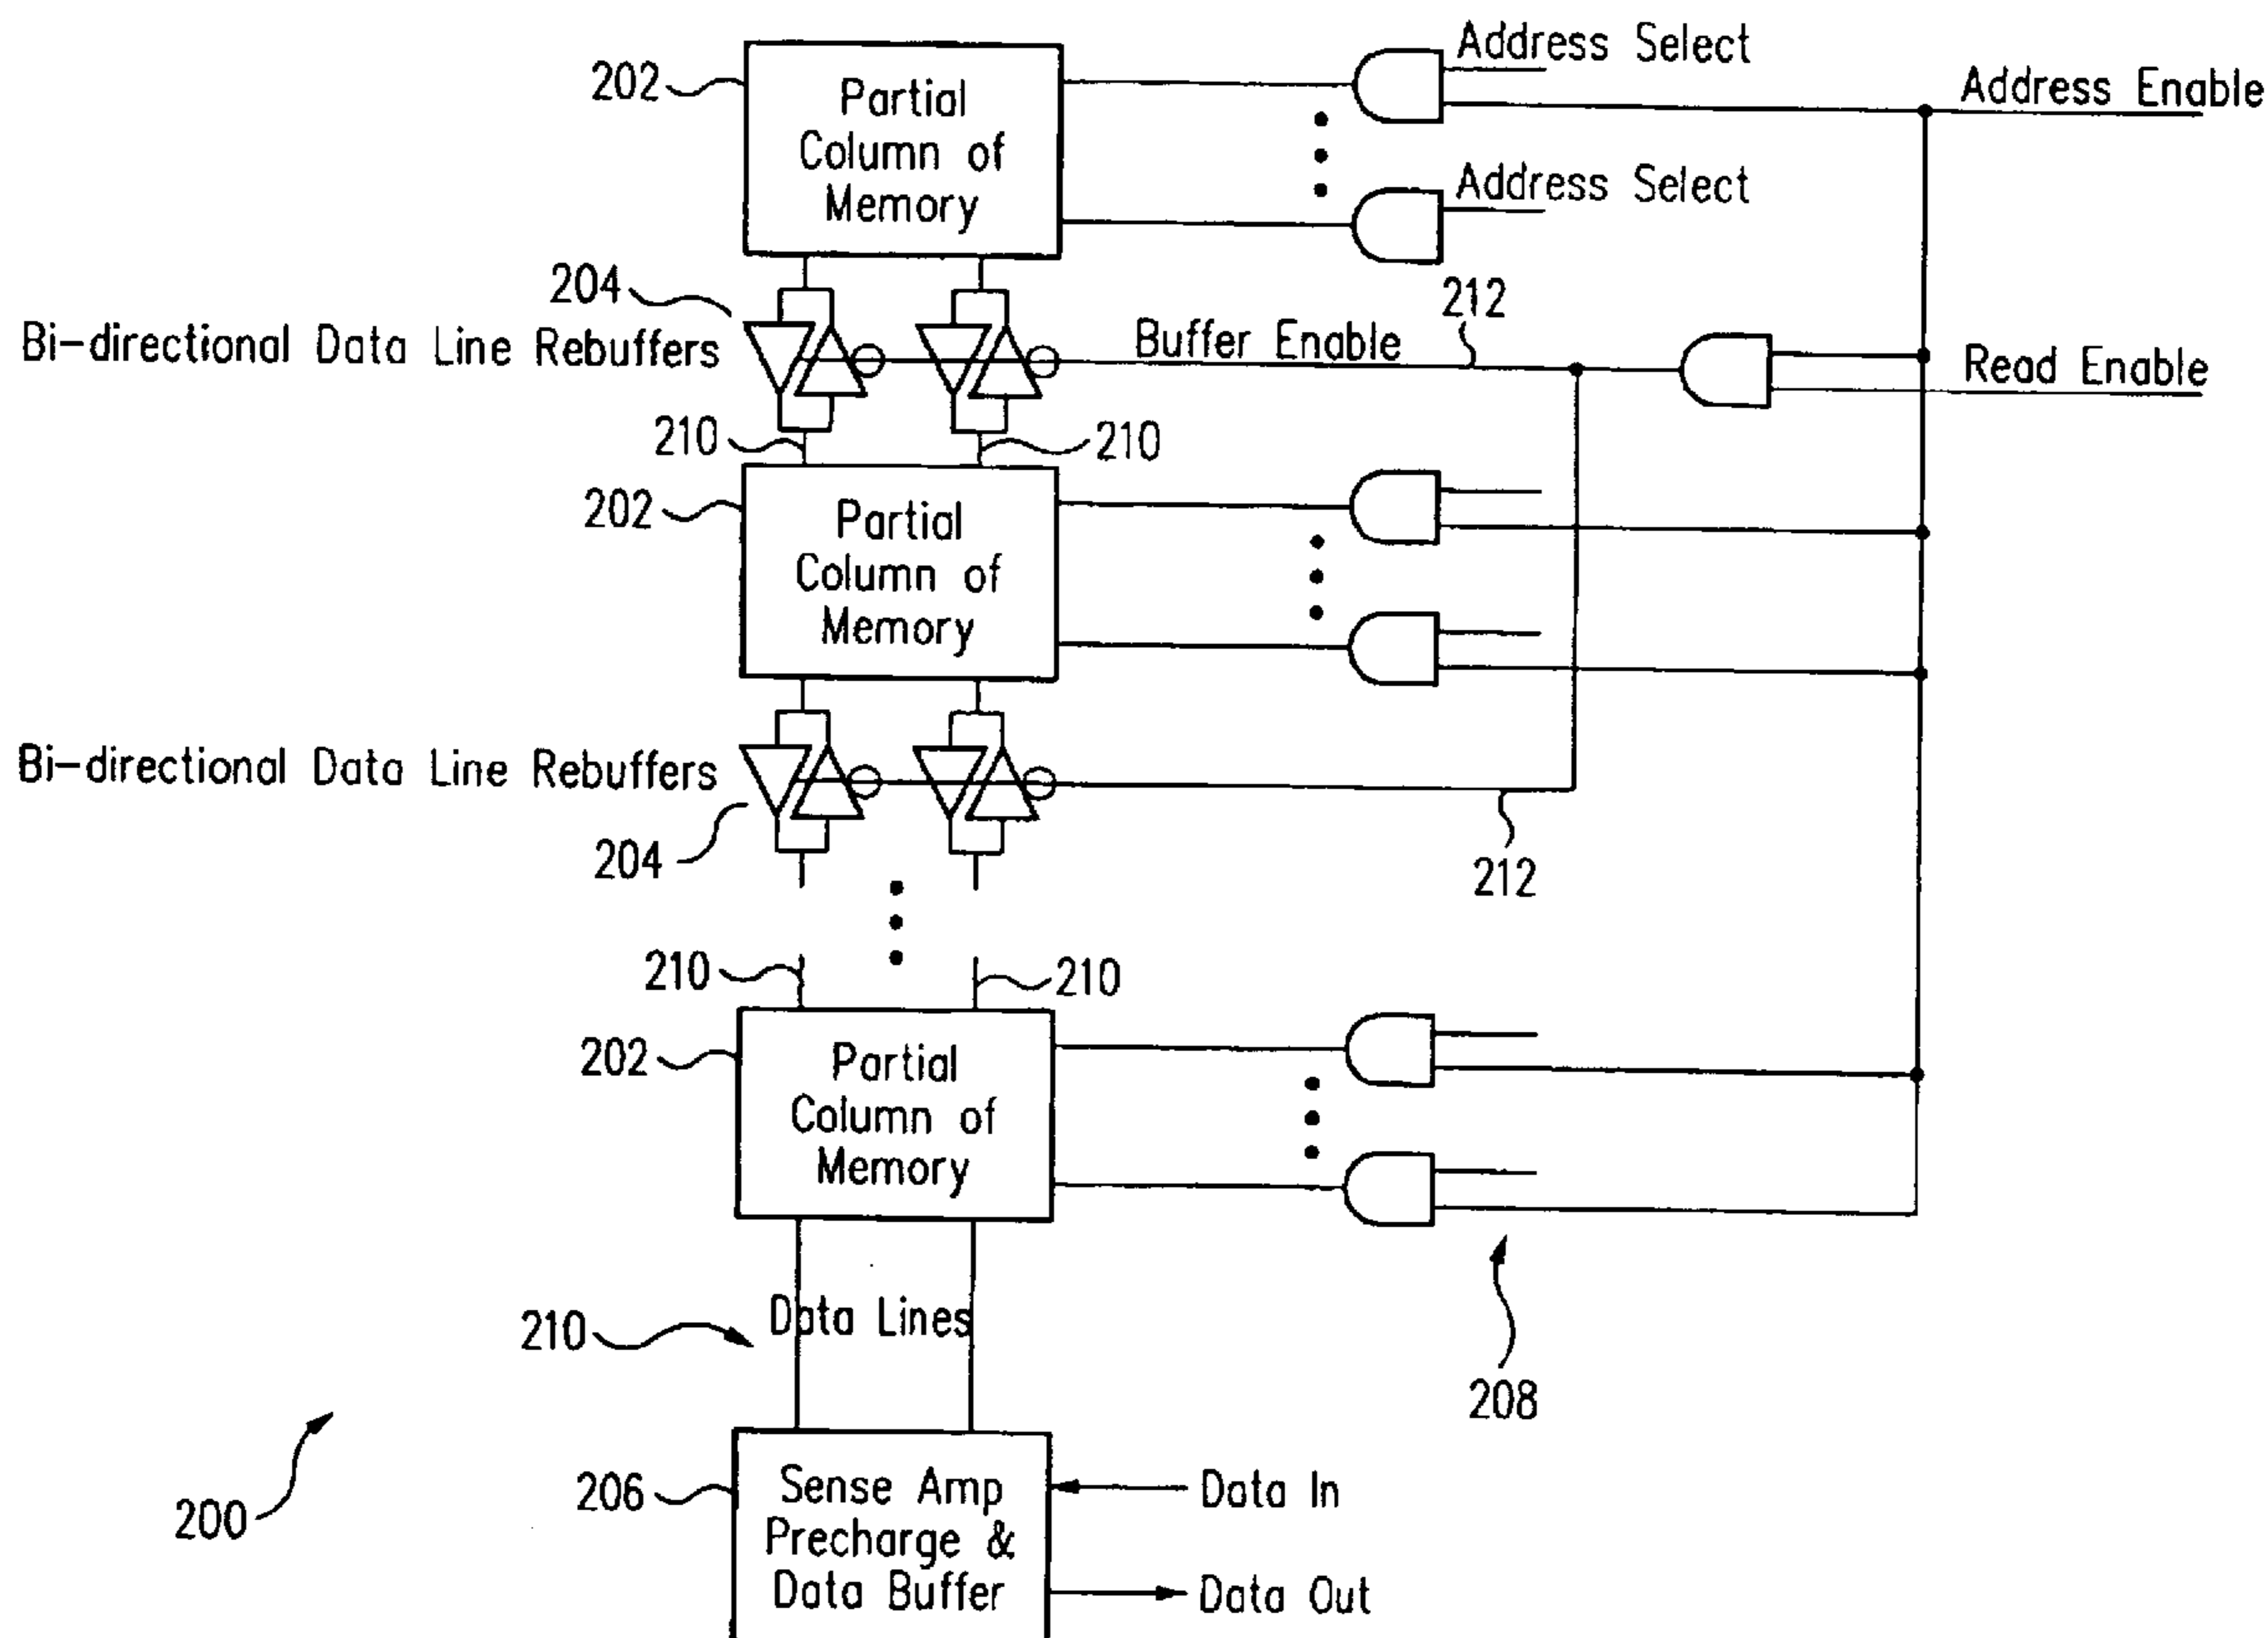 Address Select
Address Enable
202
Partial
Column of
Memory
Address Select
204
212
Bi-directional Data Line Rebuffers
Buffer Enable
Read Enable
210
210
202
Partial
Column of
Memory
Bi-directional Data Line Rebuffers
204
212
210
210
202
Partial
Column of
Memory
210
Data Lines
208
200
206
Sense Amp
Precharge &
Data Buffer
Data In
Data Out